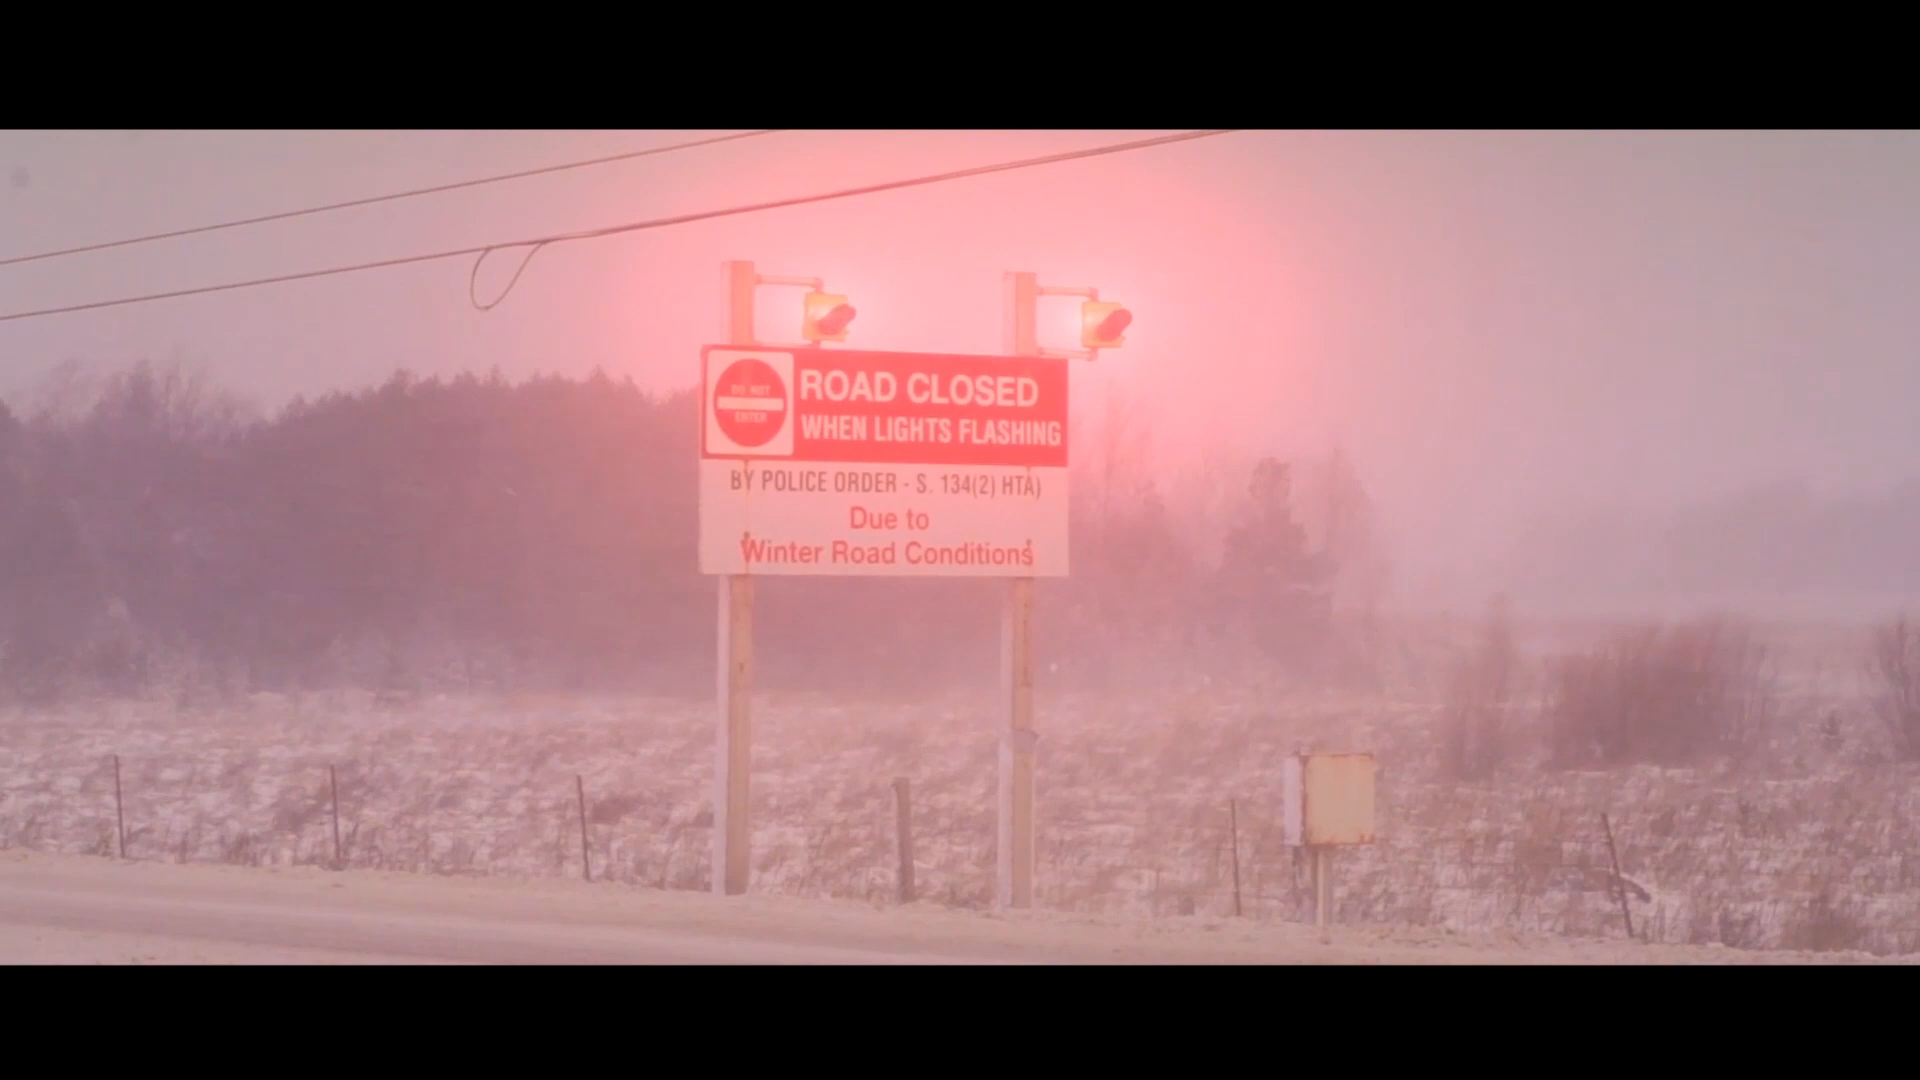 DO NOT
ENTER
ROAD CLOSED
WHEN LIGHTS FLASHING
BY POLICE ORDER - S. 134(2) HTA)
Due to
Winter Road Conditions